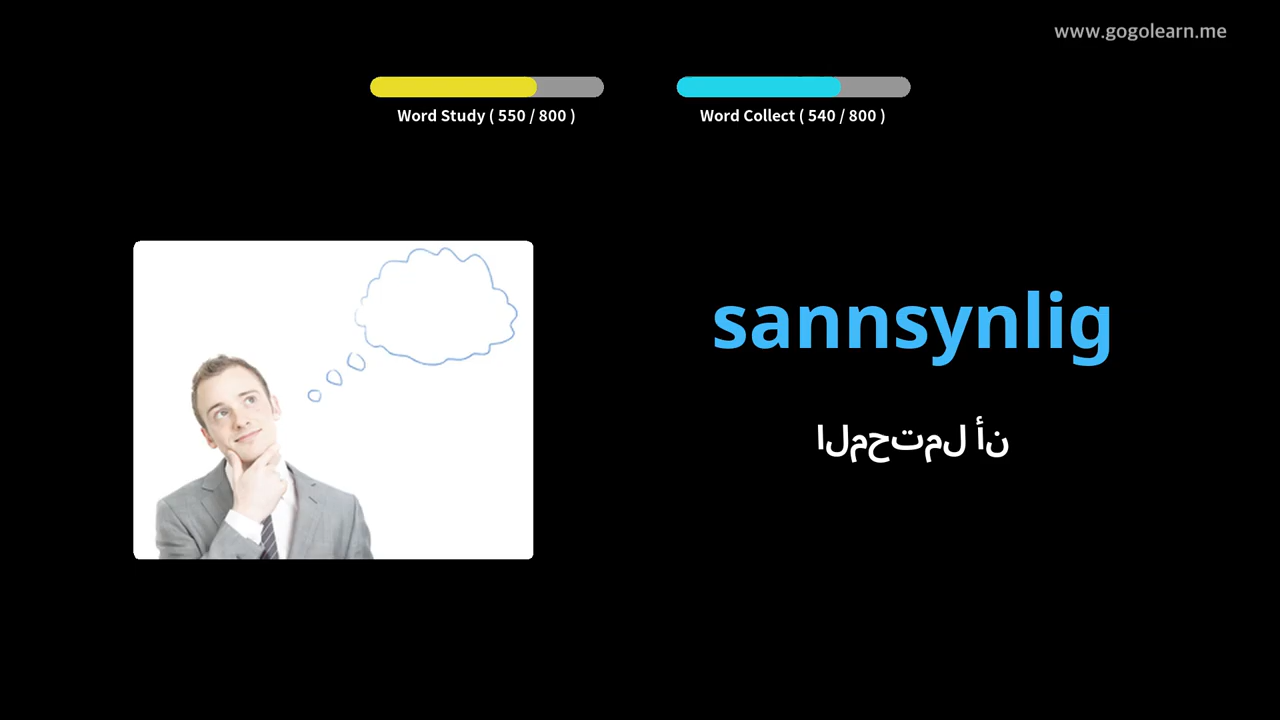 www.gogolearn.me
Word Study ( 550 / 800 )
Word Collect ( 540 / 800 )
sannsynlig
المحتمل أن